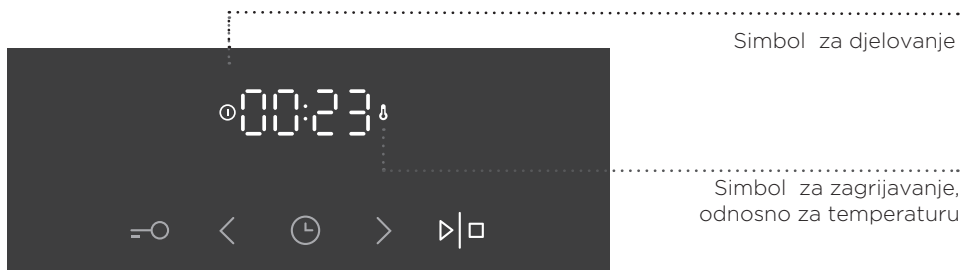 Simbol za djelovanje
00:23
Simbol za zagrijavanje,
odnosno za temperaturu